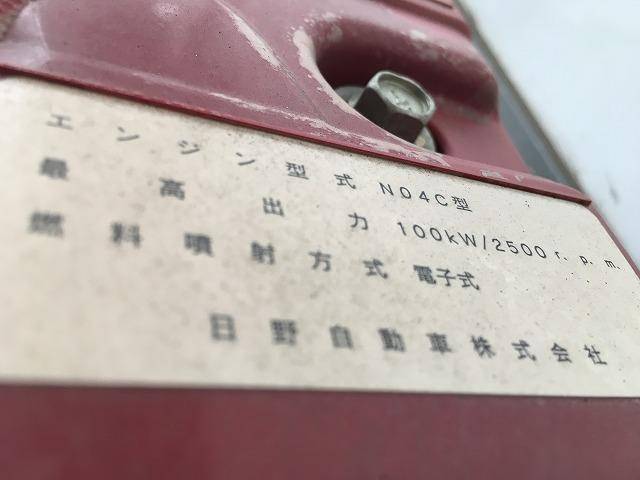 エンジン型式 N04C型
最高出力 100kW/2500r.p.m.
燃料噴射方式 電子式
日野自動車株式会社